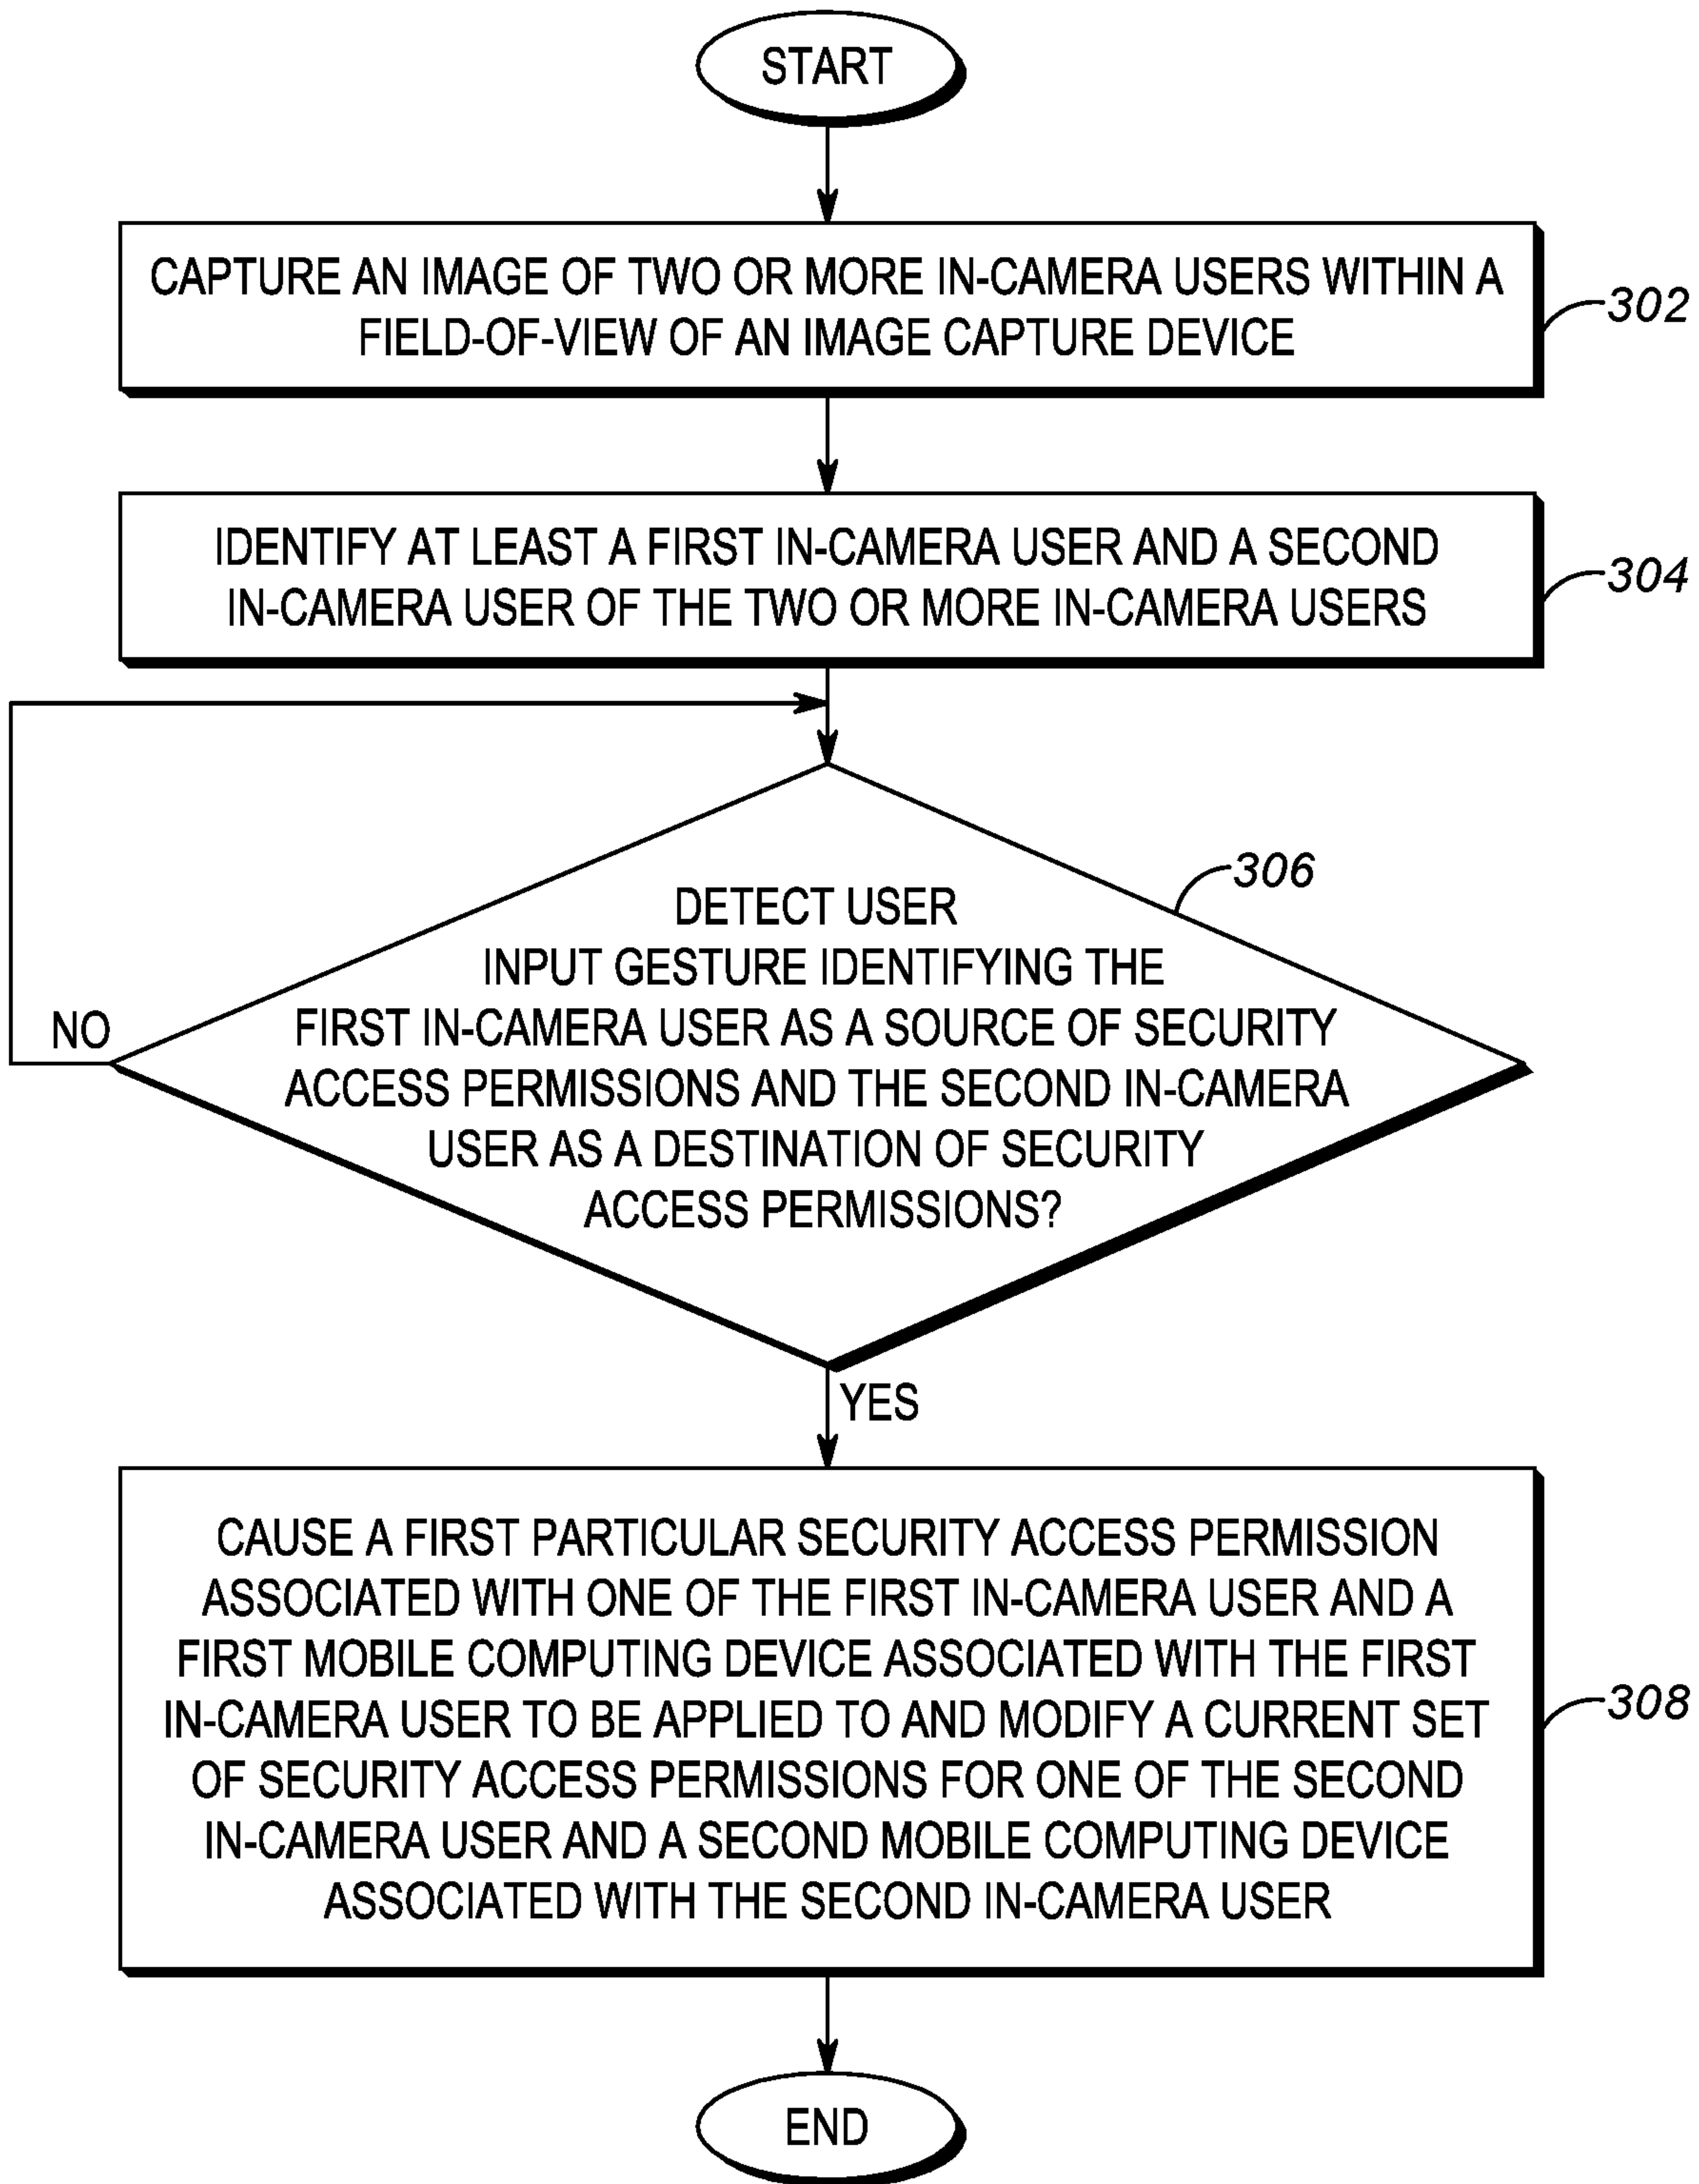 START
CAPTURE AN IMAGE OF TWO OR MORE IN-CAMERA USERS WITHIN A
FIELD-OF-VIEW OF AN IMAGE CAPTURE DEVICE
302
IDENTIFY AT LEAST A FIRST IN-CAMERA USER AND A SECOND
IN-CAMERA USER OF THE TWO OR MORE IN-CAMERA USERS
304
306
DETECT USER
INPUT GESTURE IDENTIFYING THE
FIRST IN-CAMERA USER AS A SOURCE OF SECURITY
ACCESS PERMISSIONS AND THE SECOND IN-CAMERA
USER AS A DESTINATION OF SECURITY
ACCESS PERMISSIONS?
NO
YES
CAUSE A FIRST PARTICULAR SECURITY ACCESS PERMISSION
ASSOCIATED WITH ONE OF THE FIRST IN-CAMERA USER AND A
FIRST MOBILE COMPUTING DEVICE ASSOCIATED WITH THE FIRST
IN-CAMERA USER TO BE APPLIED TO AND MODIFY A CURRENT SET
OF SECURITY ACCESS PERMISSIONS FOR ONE OF THE SECOND
IN-CAMERA USER AND A SECOND MOBILE COMPUTING DEVICE
ASSOCIATED WITH THE SECOND IN-CAMERA USER
308
END